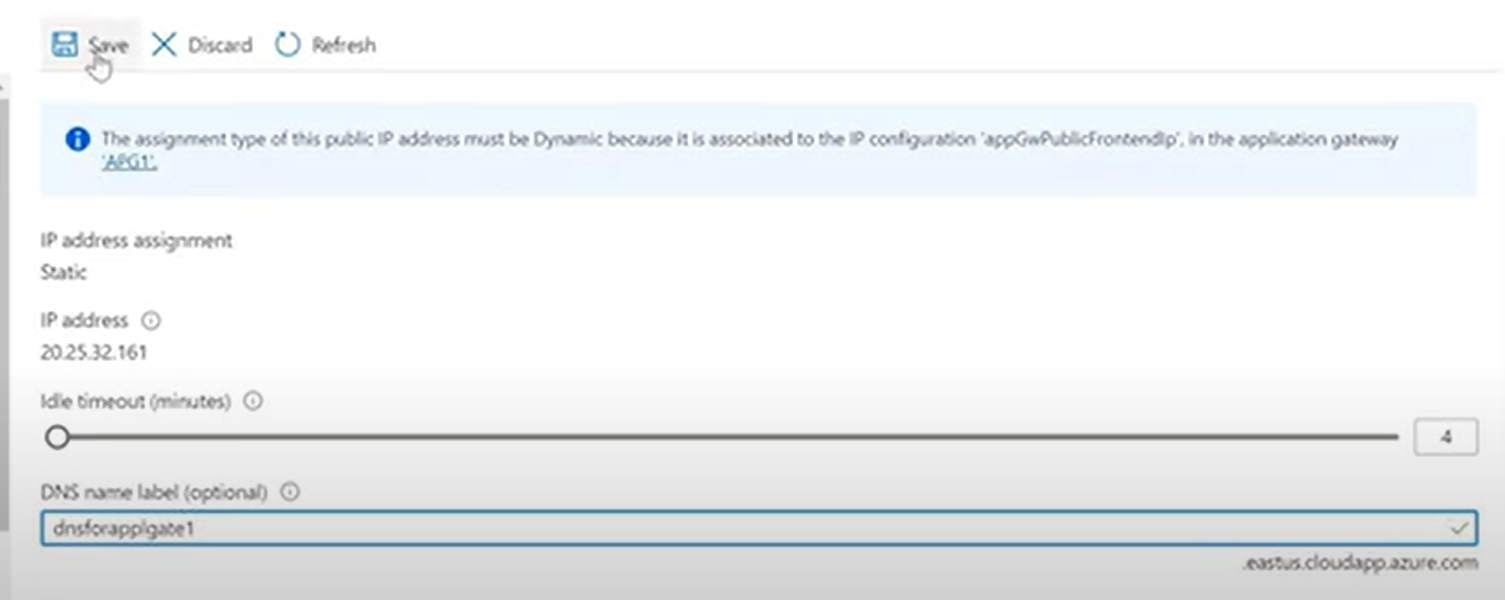 Save Discard Refresh
The assignment type of this public IP address must be Dynamic because it is associated to the IP configuration 'appGwPublicFrontendIp', in the application gateway
'APG1'.
IP address assignment
Static
IP address
20.25.32.161
Idle timeout (minutes)
4
DNS name label (optional)
dnsforapplgate1
.eastus.cloudapp.azure.com